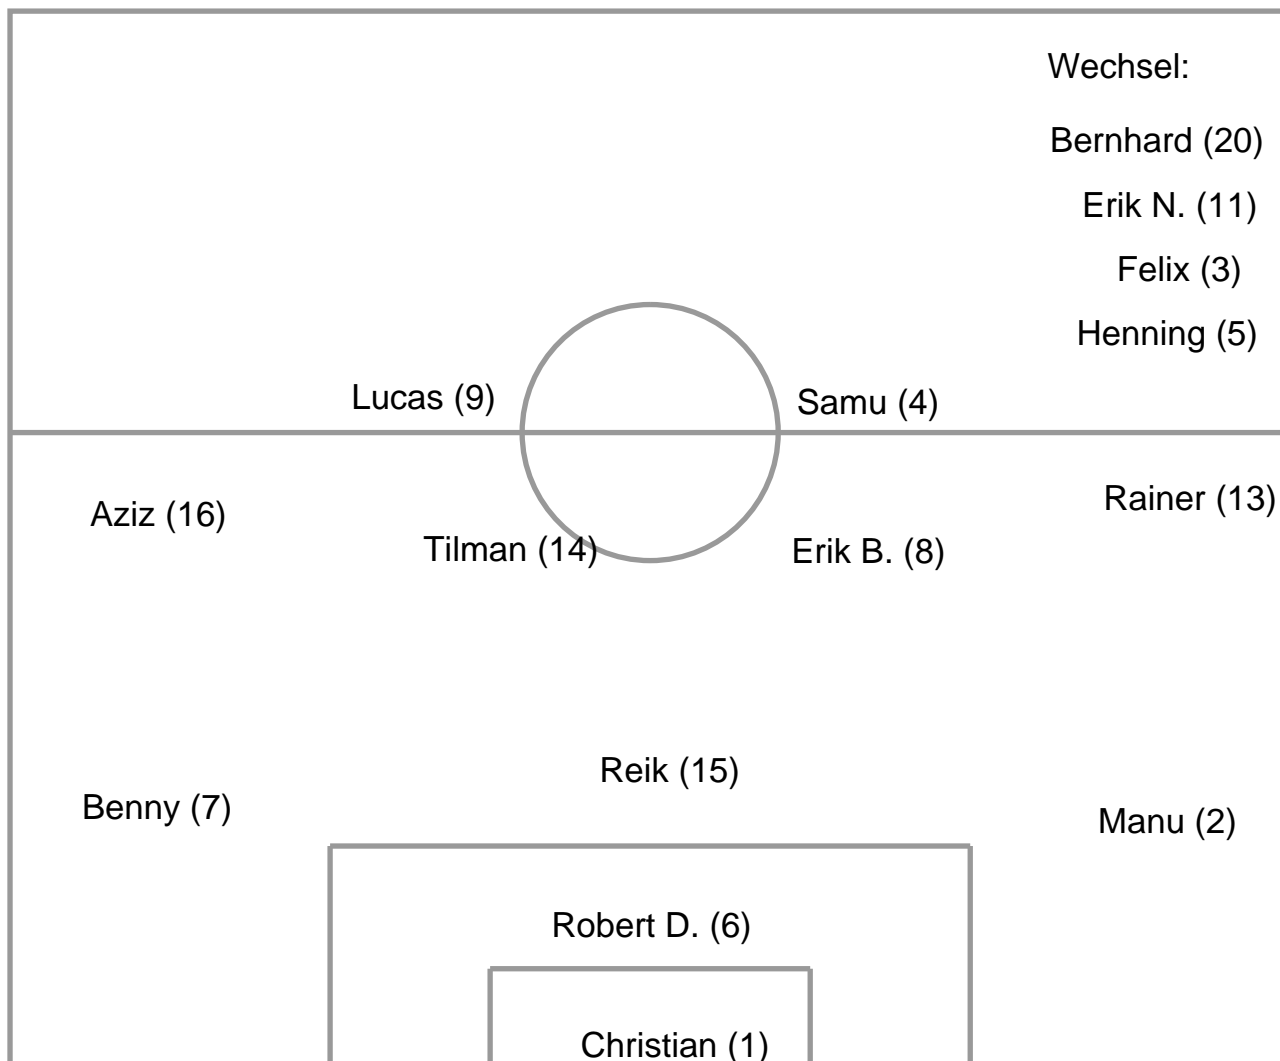 Wechsel:
Bernhard (20)
Erik N. (11)
Felix (3)
Henning (5)
Lucas (9)
Samu (4)
Aziz (16)
Rainer (13)
Tilman (14)
Erik B. (8)
Reik (15)
Benny (7)
Manu (2)
Robert D. (6)
Christian (1)